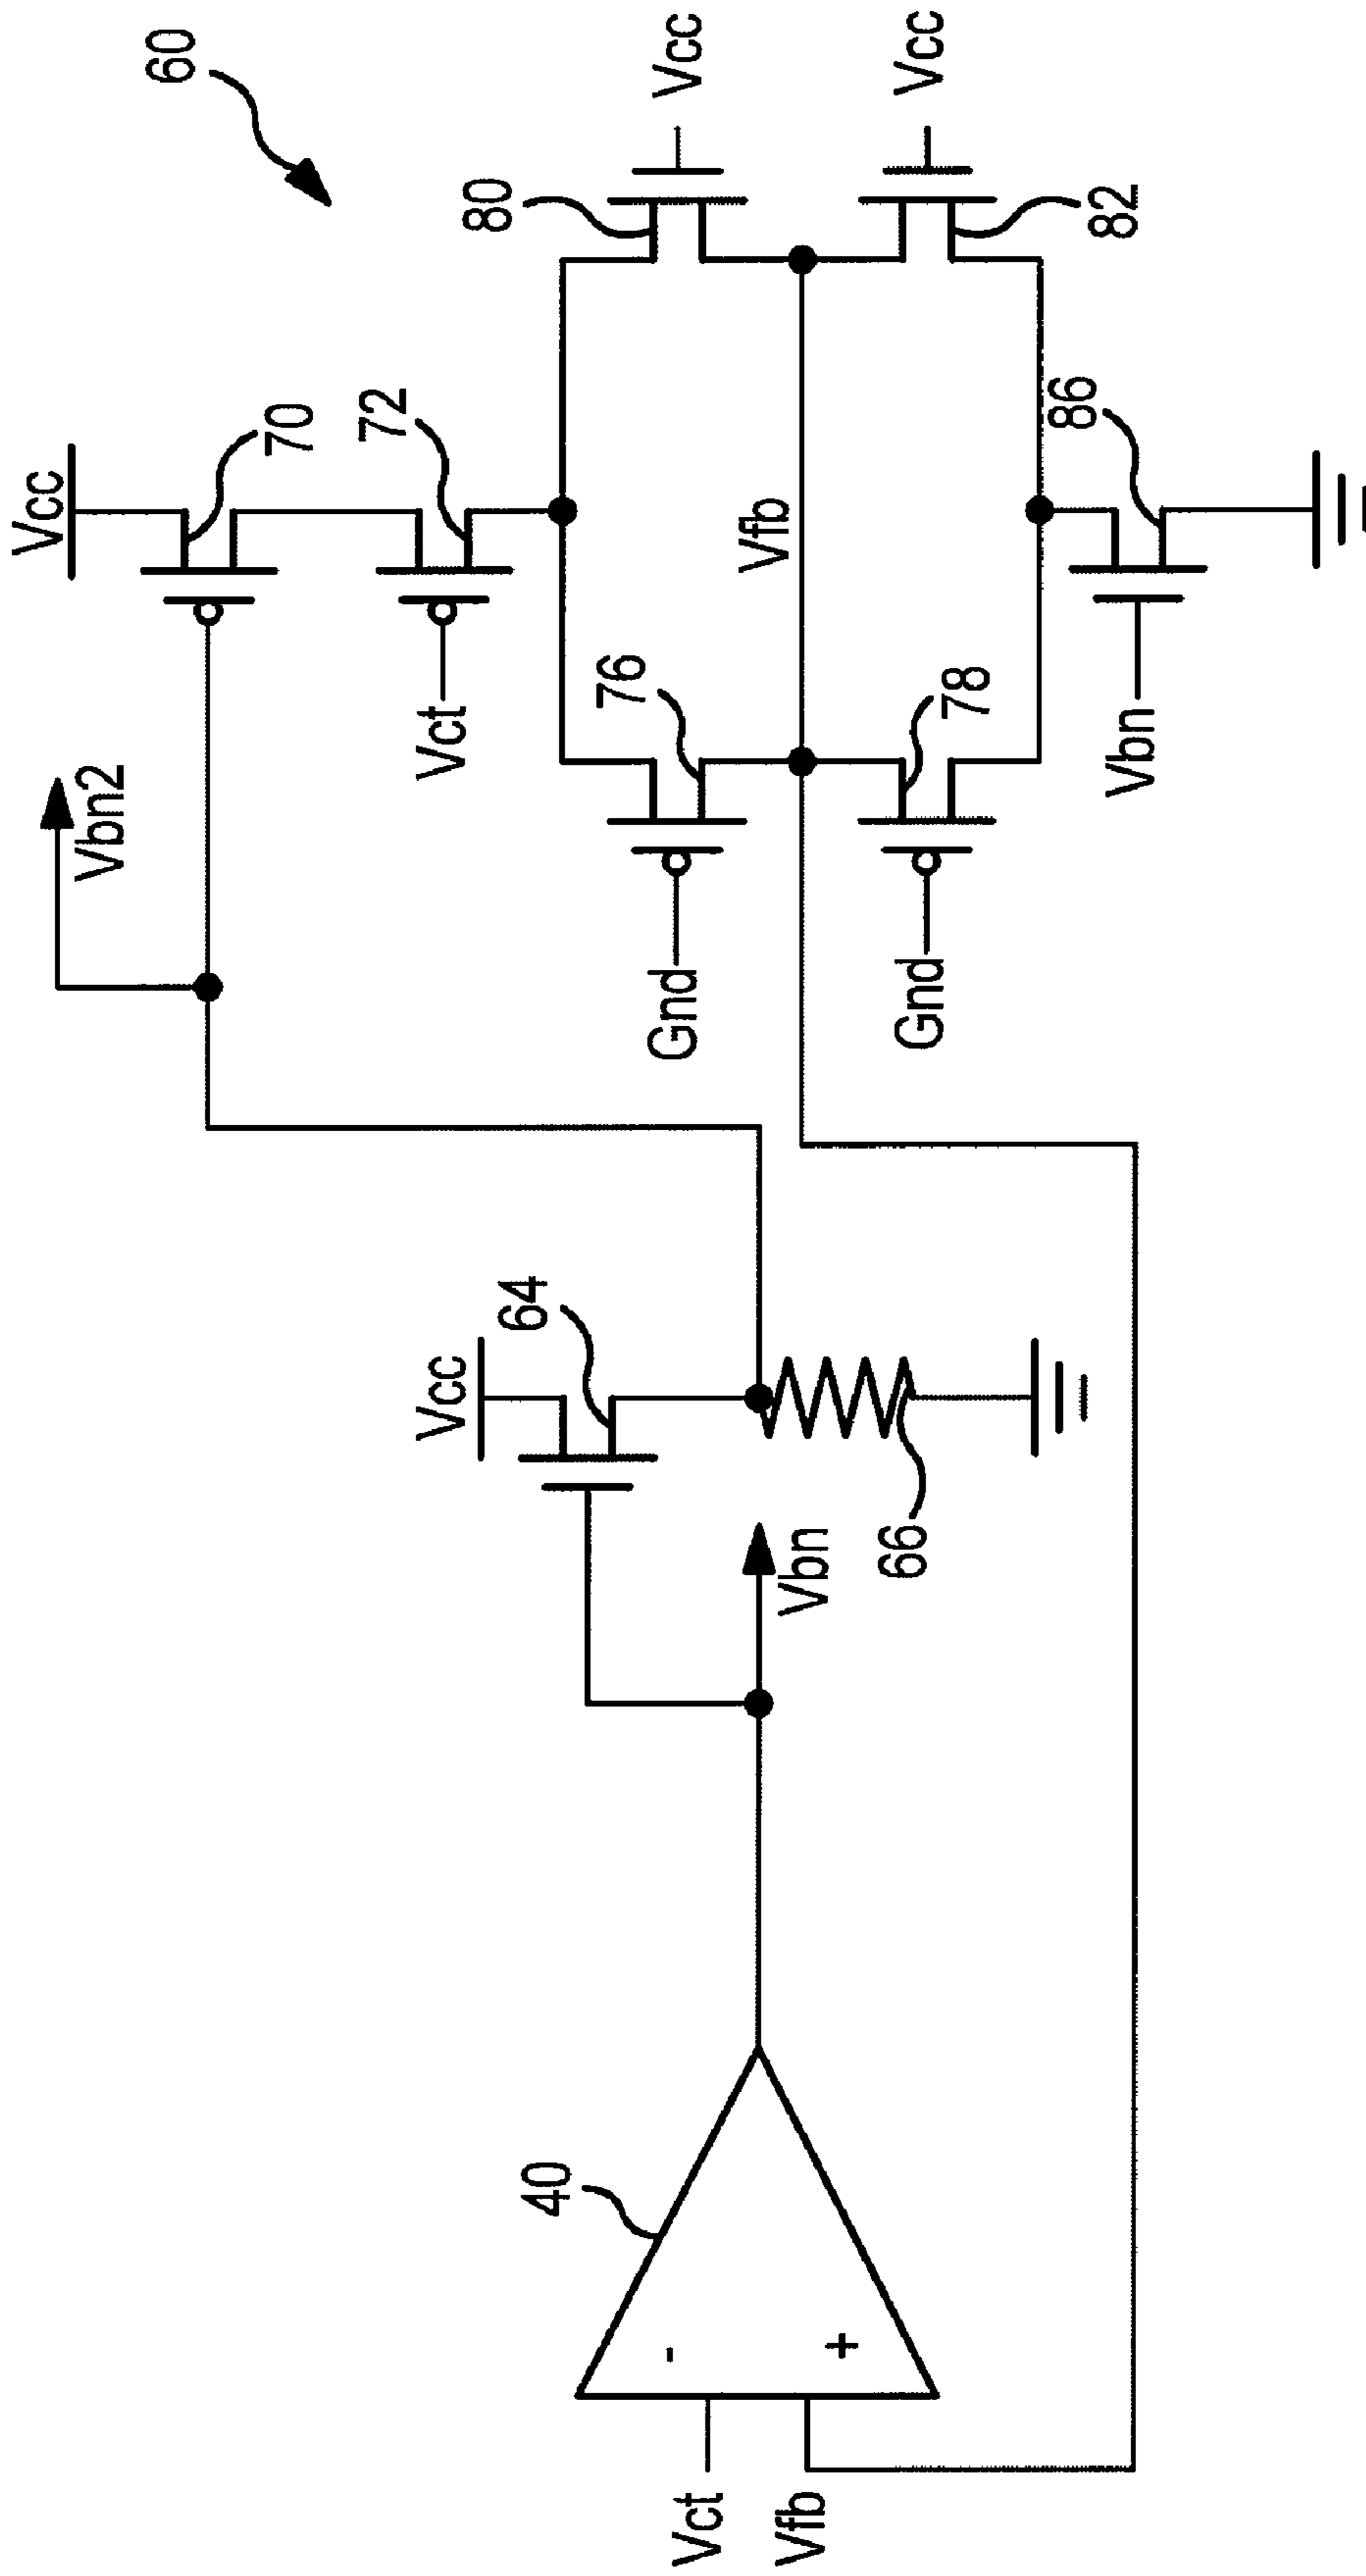 60
Vcc
70
Vbn2
72
Vct
80
Vcc
76
Gnd
Vfb
78
Gnd
82
Vcc
86
Vbn
Vcc
64
66
Vbn
40
-
+
Vct
Vfb